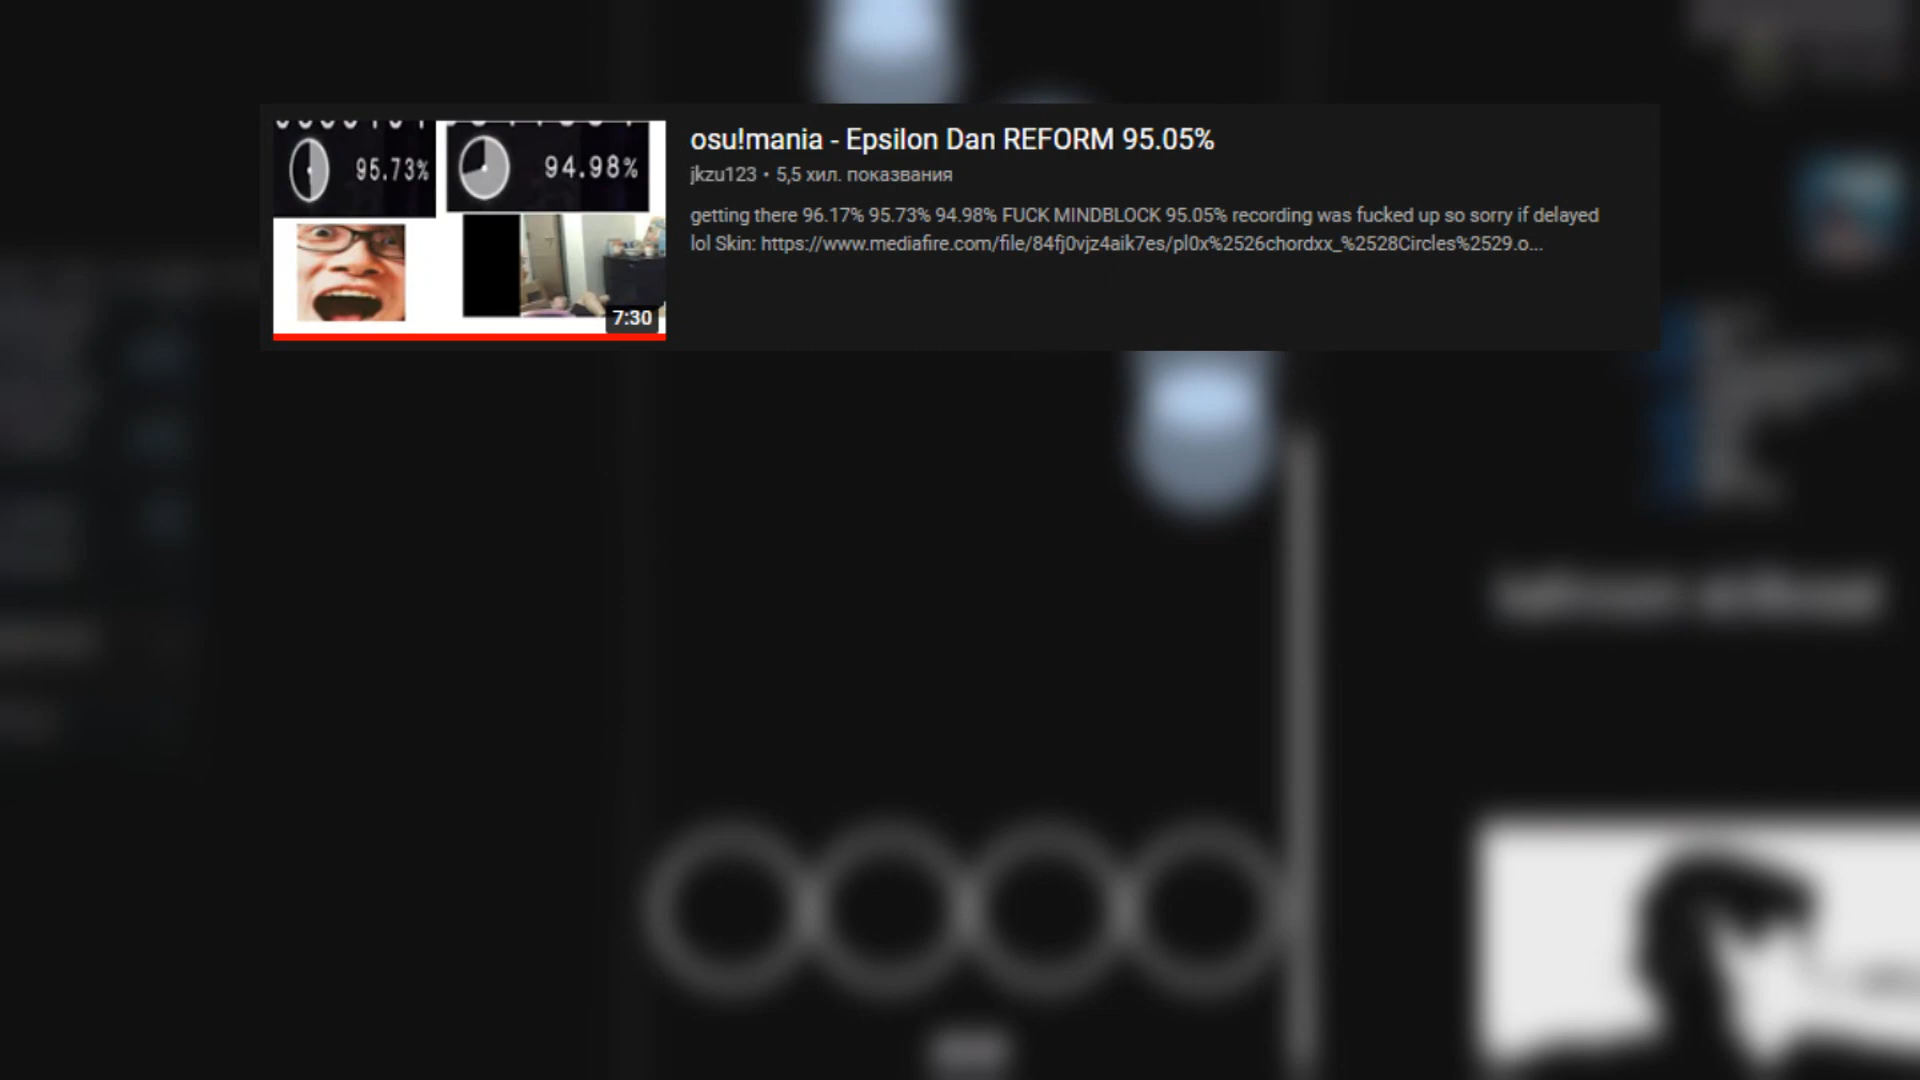 95.73%
94.98%
7:30
osu!mania - Epsilon Dan REFORM 95.05%
jkzu123 • 5,5 хил. показвания
getting there 96.17% 95.73% 94.98% FUCK MINDBLOCK 95.05% recording was fucked up so sorry if delayed
lol Skin: https://www.mediafire.com/file/84fj0vjz4aik7es/pl0x%2526chordxx_%2528Circles%2529.o...